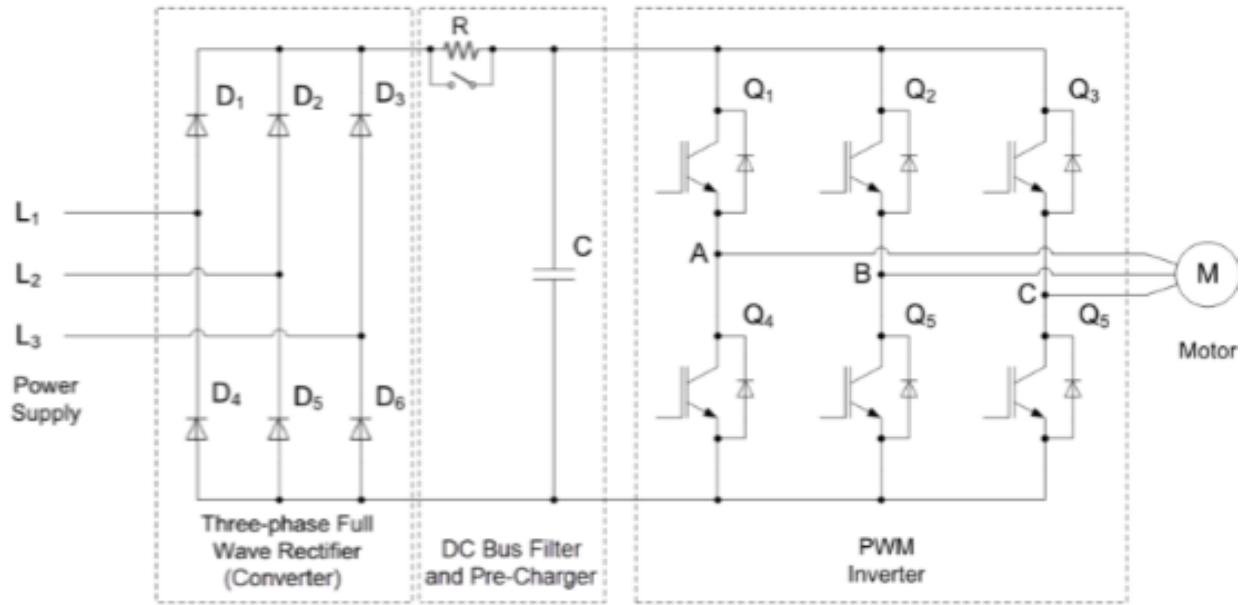 R
D₁
D₂
D₃
Q₁
Q₂
Q₃
L₁
L₂
L₃
C
A
B
C
M
Power
Supply
Q₄
Q₅
Q₅
Motor
D₄
D₅
D₆
Three-phase Full
Wave Rectifier
(Converter)
DC Bus Filter
and Pre-Charger
PWM
Inverter